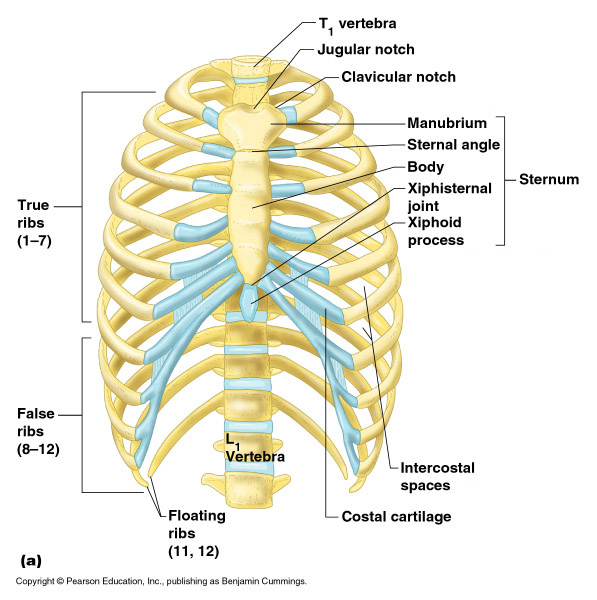 T1 vertebra
Jugular notch
Clavicular notch
Manubrium
Sternal angle
Body
Xiphisternal
joint
Xiphoid
process
Sternum
True
ribs
(1–7)
False
ribs
(8–12)
L1
Vertebra
Intercostal
spaces
Floating
ribs
(11, 12)
Costal cartilage
(a)
Copyright © Pearson Education, Inc., publishing as Benjamin Cummings.